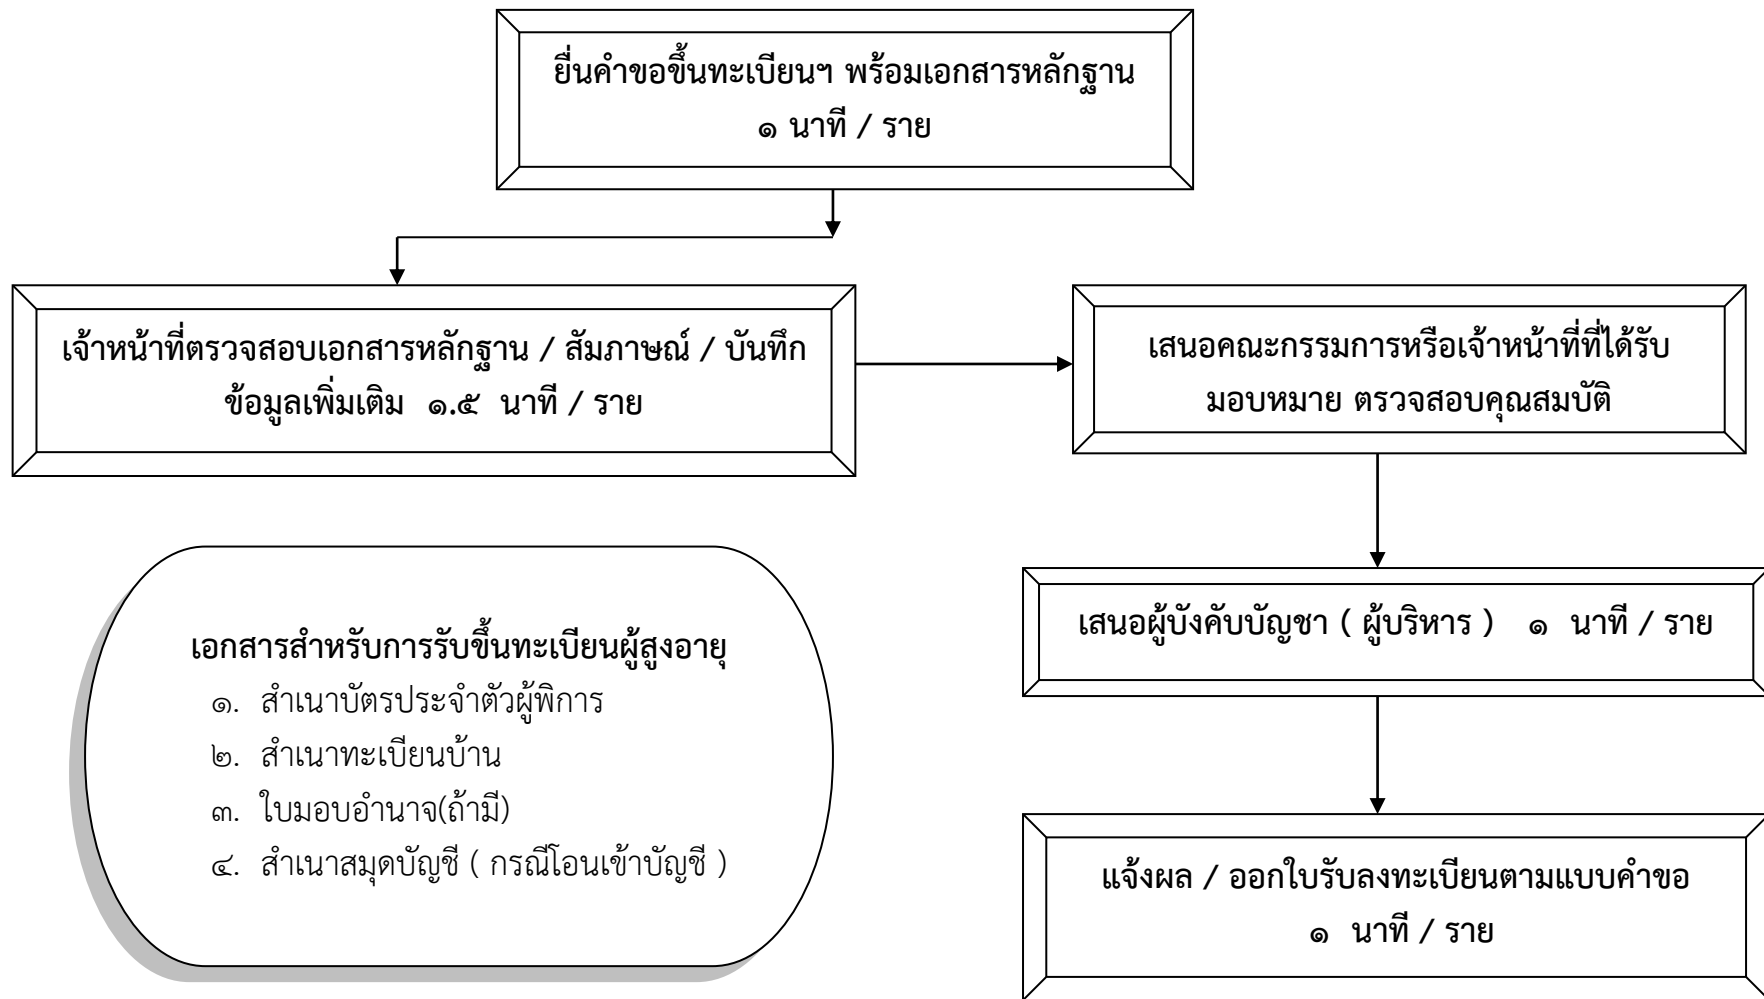 ยื่นคำขอขึ้นทะเบียนฯ พร้อมเอกสารหลักฐาน
๑ นาที / ราย
เจ้าหน้าที่ตรวจสอบเอกสารหลักฐาน / สัมภาษณ์ / บันทึก
ข้อมูลเพิ่มเติม ๑.๕ นาที / ราย
เสนอคณะกรรมการหรือเจ้าหน้าที่ที่ได้รับ
มอบหมาย ตรวจสอบคุณสมบัติ
เสนอผู้บังคับบัญชา ( ผู้บริหาร ) ๑ นาที / ราย
แจ้งผล / ออกใบรับลงทะเบียนตามแบบคำขอ
๑ นาที / ราย
เอกสารสำหรับการรับขึ้นทะเบียนผู้สูงอายุ
๑. สำเนาบัตรประจำตัวผู้พิการ
๒. สำเนาทะเบียนบ้าน
๓. ใบมอบอำนาจ(ถ้ามี)
๔. สำเนาสมุดบัญชี ( กรณีโอนเข้าบัญชี )